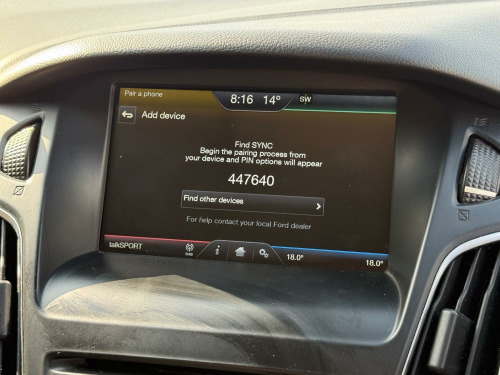 Pair a phone
8:16 14° SW
Add device
Find SYNC
Begin the pairing process from
your device and PIN options will appear
447640
Find other devices
For help contact your local Ford dealer
talkSPORT
18.0° 18.0°